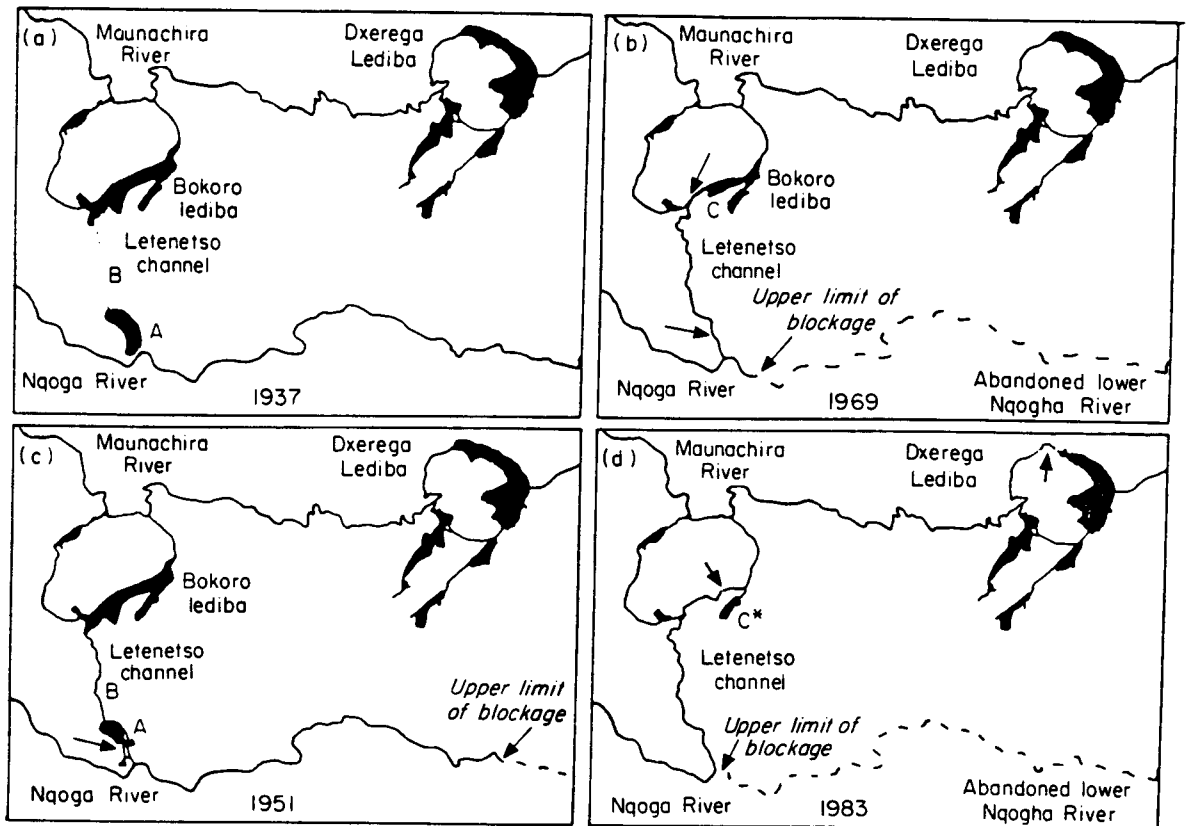 (a)
Maunachira
River
Dxerega
Lediba
Bokoro
lediba
Letenetso
channel
B
A
Nqoga River
1937
(b)
Maunachira
River
Dxerega
Lediba
Bokoro
lediba
C
Letenetso
channel
Upper limit of
blockage
Nqoga River
1969
Abandoned lower
Nqogha River
(c)
Maunachira
River
Dxerega
Lediba
Bokoro
lediba
Letenetso
channel
B
A
Upper limit
of blockage
Nqoga River
1951
(d)
Maunachira
River
Dxerega
Lediba
C*
Letenetso
channel
Upper limit of
blockage
Nqoga River
1983
Abandoned lower
Nqogha River